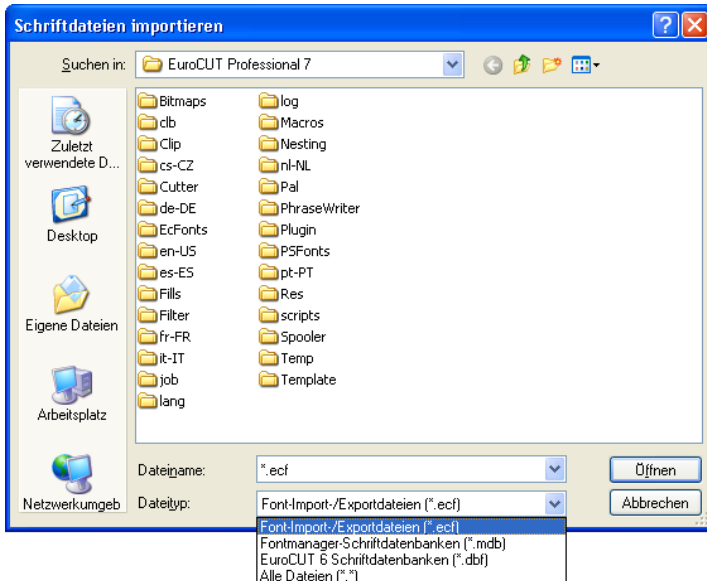 Schriftdateien importieren
Suchen in: EuroCUT Professional 7
Zuletzt
verwendete D...
Desktop
Eigene Dateien
Arbeitsplatz
Netzwerkumgeb
Bitmaps
clb
Clip
cs-CZ
Cutter
de-DE
EcFonts
en-US
es-ES
Fills
Filter
fr-FR
it-IT
job
lang
log
Macros
Nesting
nl-NL
Pal
PhraseWriter
Plugin
PSFonts
pt-PT
Res
scripts
Spooler
Temp
Template
Dateiname: *.ecf Öffnen
Dateityp: Font-Import-/Exportdateien (*.ecf) Abbrechen
Font-Import-/Exportdateien (*.ecf)
Fontmanager-Schriftdatenbanken (*.mdb)
EuroCUT 6 Schriftdatenbanken (*.dbf)
Alle Dateien (*.*)